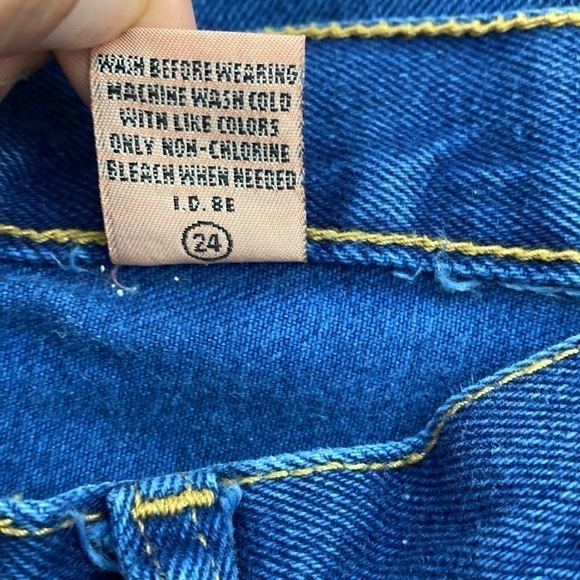 WASH BEFORE WEARING
MACHINE WASH COLD
WITH LIKE COLORS
ONLY NON-CHLORINE
BLEACH WHEN NEEDED
I.D. 8E
24